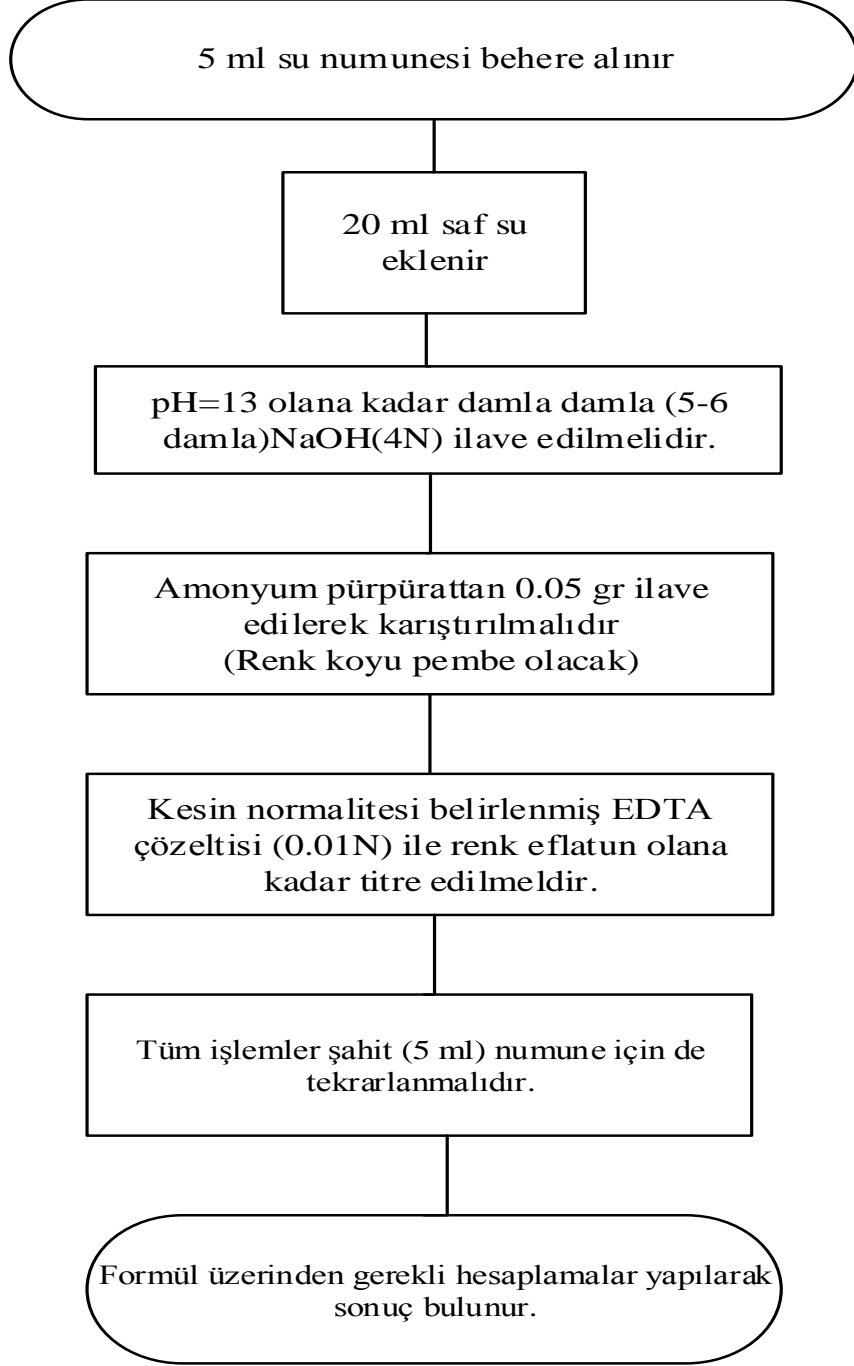 5 ml su numunesi behere alınır
20 ml saf su
eklenir
pH=13 olana kadar damla damla (5-6
damla)NaOH(4N) ilave edilmelidir.
Amonyum pürpürattan 0.05 gr ilave
edilerek karıştırılmalıdır
(Renk koyu pembe olacak)
Kesin normalitesi belirlenmiş EDTA
çözeltisi (0.01N) ile renk eflatun olana
kadar titre edilmeldir.
Tüm işlemler şahit (5 ml) numune için de
tekrarlanmalıdır.
Formül üzerinden gerekli hesaplamalar yapılarak
sonuç bulunur.